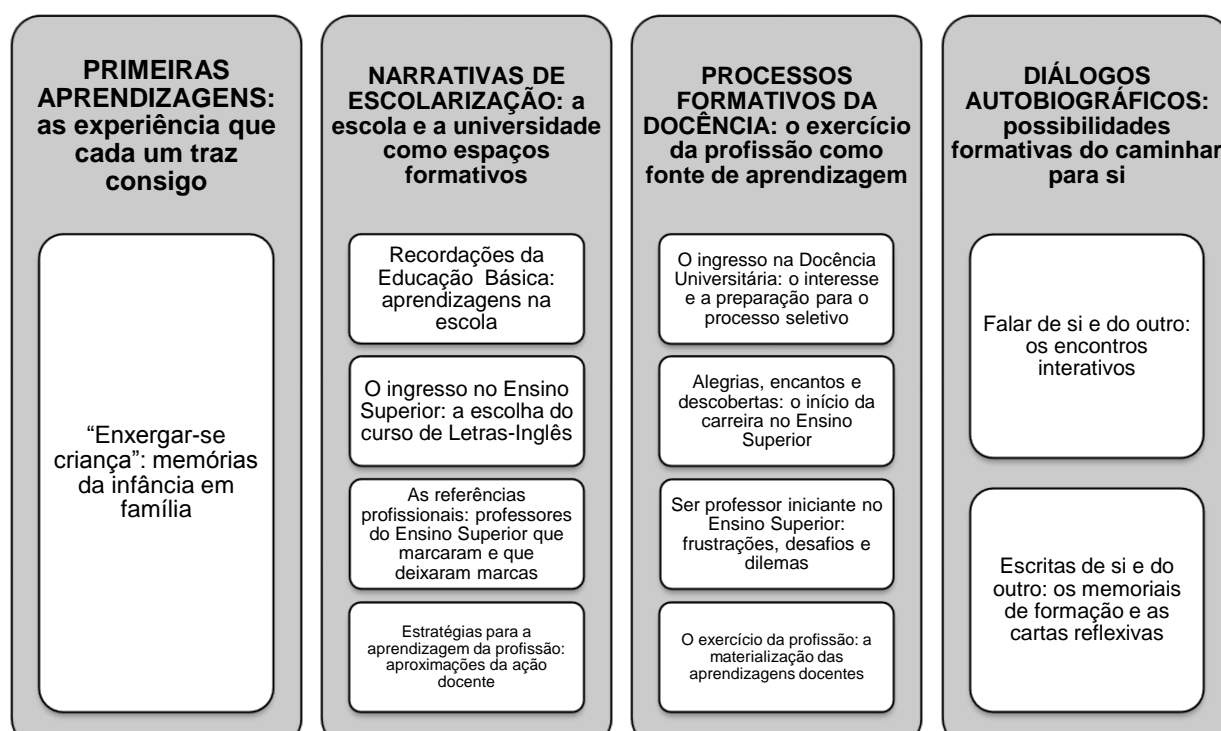 PRIMEIRAS
APRENDIZAGENS:
as experiência que
cada um traz
consigo
“Enxergar-se
criança”: memórias
da infância em
família
NARRATIVAS DE
ESCOLARIZAÇÃO: a
escola e a universidade
como espaços
formativos
Recordações da
Educação Básica:
aprendizagens na
escola
O ingresso no Ensino
Superior: a escolha do
curso de Letras-Inglês
As referências
profissionais: professores
do Ensino Superior que
marcaram e que
deixaram marcas
Estratégias para a
aprendizagem da profissão:
aproximações da ação
docente
PROCESSOS
FORMATIVOS DA
DOCÊNCIA: o exercício
da profissão como
fonte de aprendizagem
O ingresso na Docência
Universitária: o interesse
e a preparação para o
processo seletivo
Alegrias, encantos e
descobertas: o início da
carreira no Ensino
Superior
Ser professor iniciante no
Ensino Superior:
frustrações, desafios e
dilemas
O exercício da profissão: a
materialização das
aprendizagens docentes
DIÁLOGOS
AUTOBIOGRÁFICOS:
possibilidades
formativas do caminhar
para si
Falar de si e do outro:
os encontros
interativos
Escritas de si e do
outro: os memoriais
de formação e as
cartas reflexivas